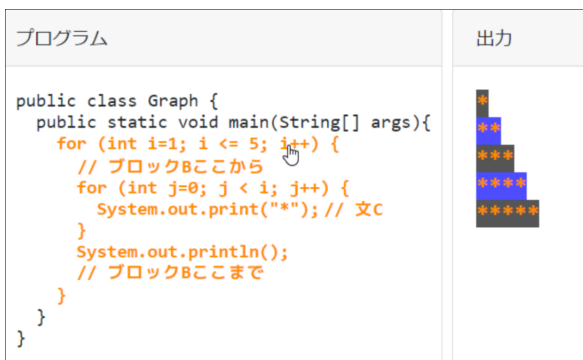 プログラム
public class Graph {
public static void main(String[] args){
for (int i=1; i <= 5; i++) {
// ブロックBここから
for (int j=0; j < i; j++) {
System.out.print("*"); // 文C
}
System.out.println();
// ブロックBここまで
}
}
}
出力
*
**
***
****
*****